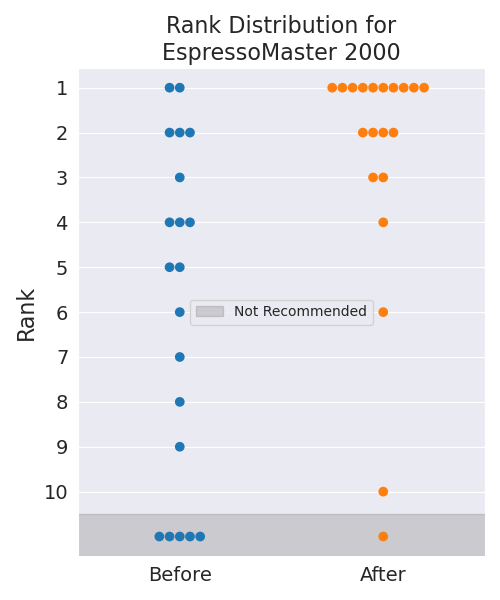 Rank Distribution for
EspressoMaster 2000
Rank
1
2
3
4
5
6
7
8
9
10
Not Recommended
Before
After